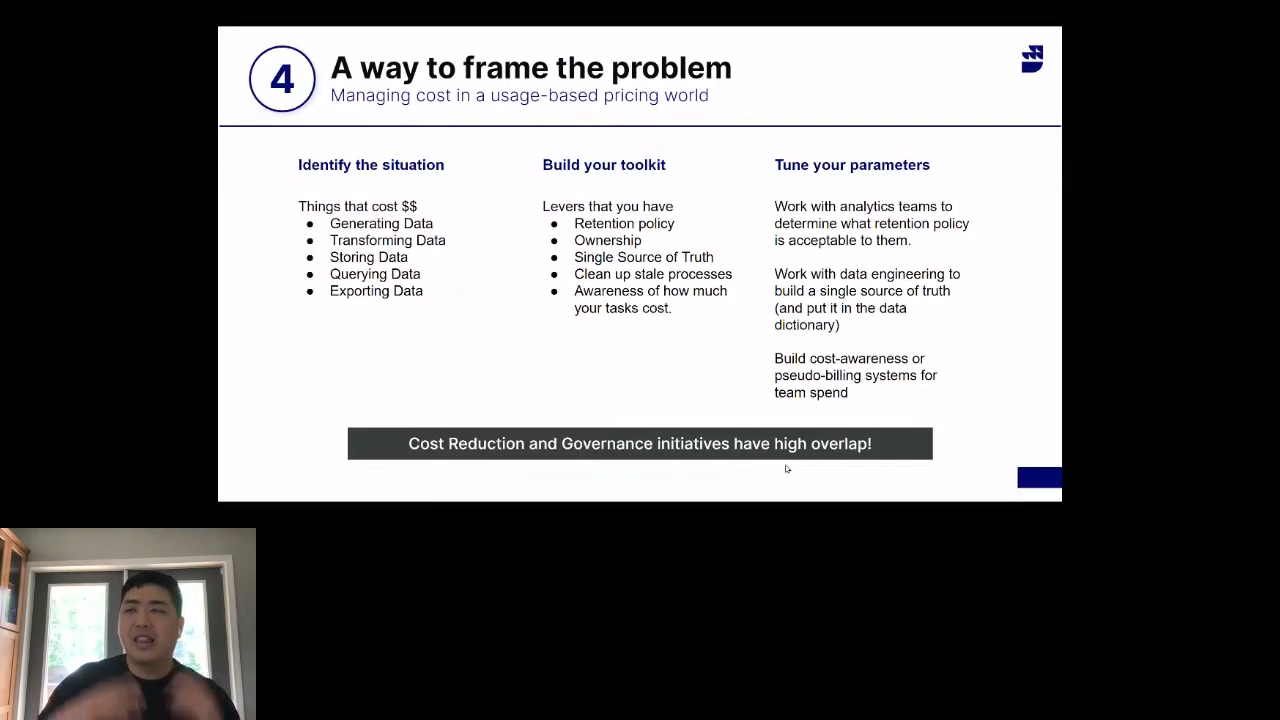 4
A way to frame the problem
Managing cost in a usage-based pricing world
Identify the situation
Things that cost $$
● Generating Data
● Transforming Data
● Storing Data
● Querying Data
● Exporting Data
Build your toolkit
Levers that you have
● Retention policy
● Ownership
● Single Source of Truth
● Clean up stale processes
● Awareness of how much
your tasks cost.
Tune your parameters
Work with analytics teams to
determine what retention policy
is acceptable to them.
Work with data engineering to
build a single source of truth
(and put it in the data
dictionary)
Build cost-awareness or
pseudo-billing systems for
team spend
Cost Reduction and Governance initiatives have high overlap!